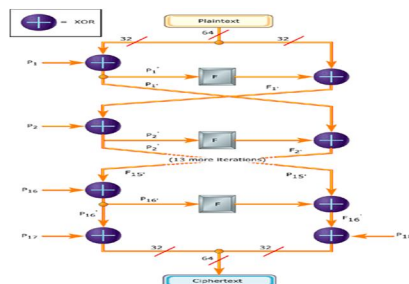 = XOR
Plaintext
32 64 32
P1 P1' F
P1' F1'
P2 P2' F
P2' F2'
(13 more iterations)
F15' P15'
P16 P16' F
P16' F16'
P17 P18
32 64 32
Ciphertext